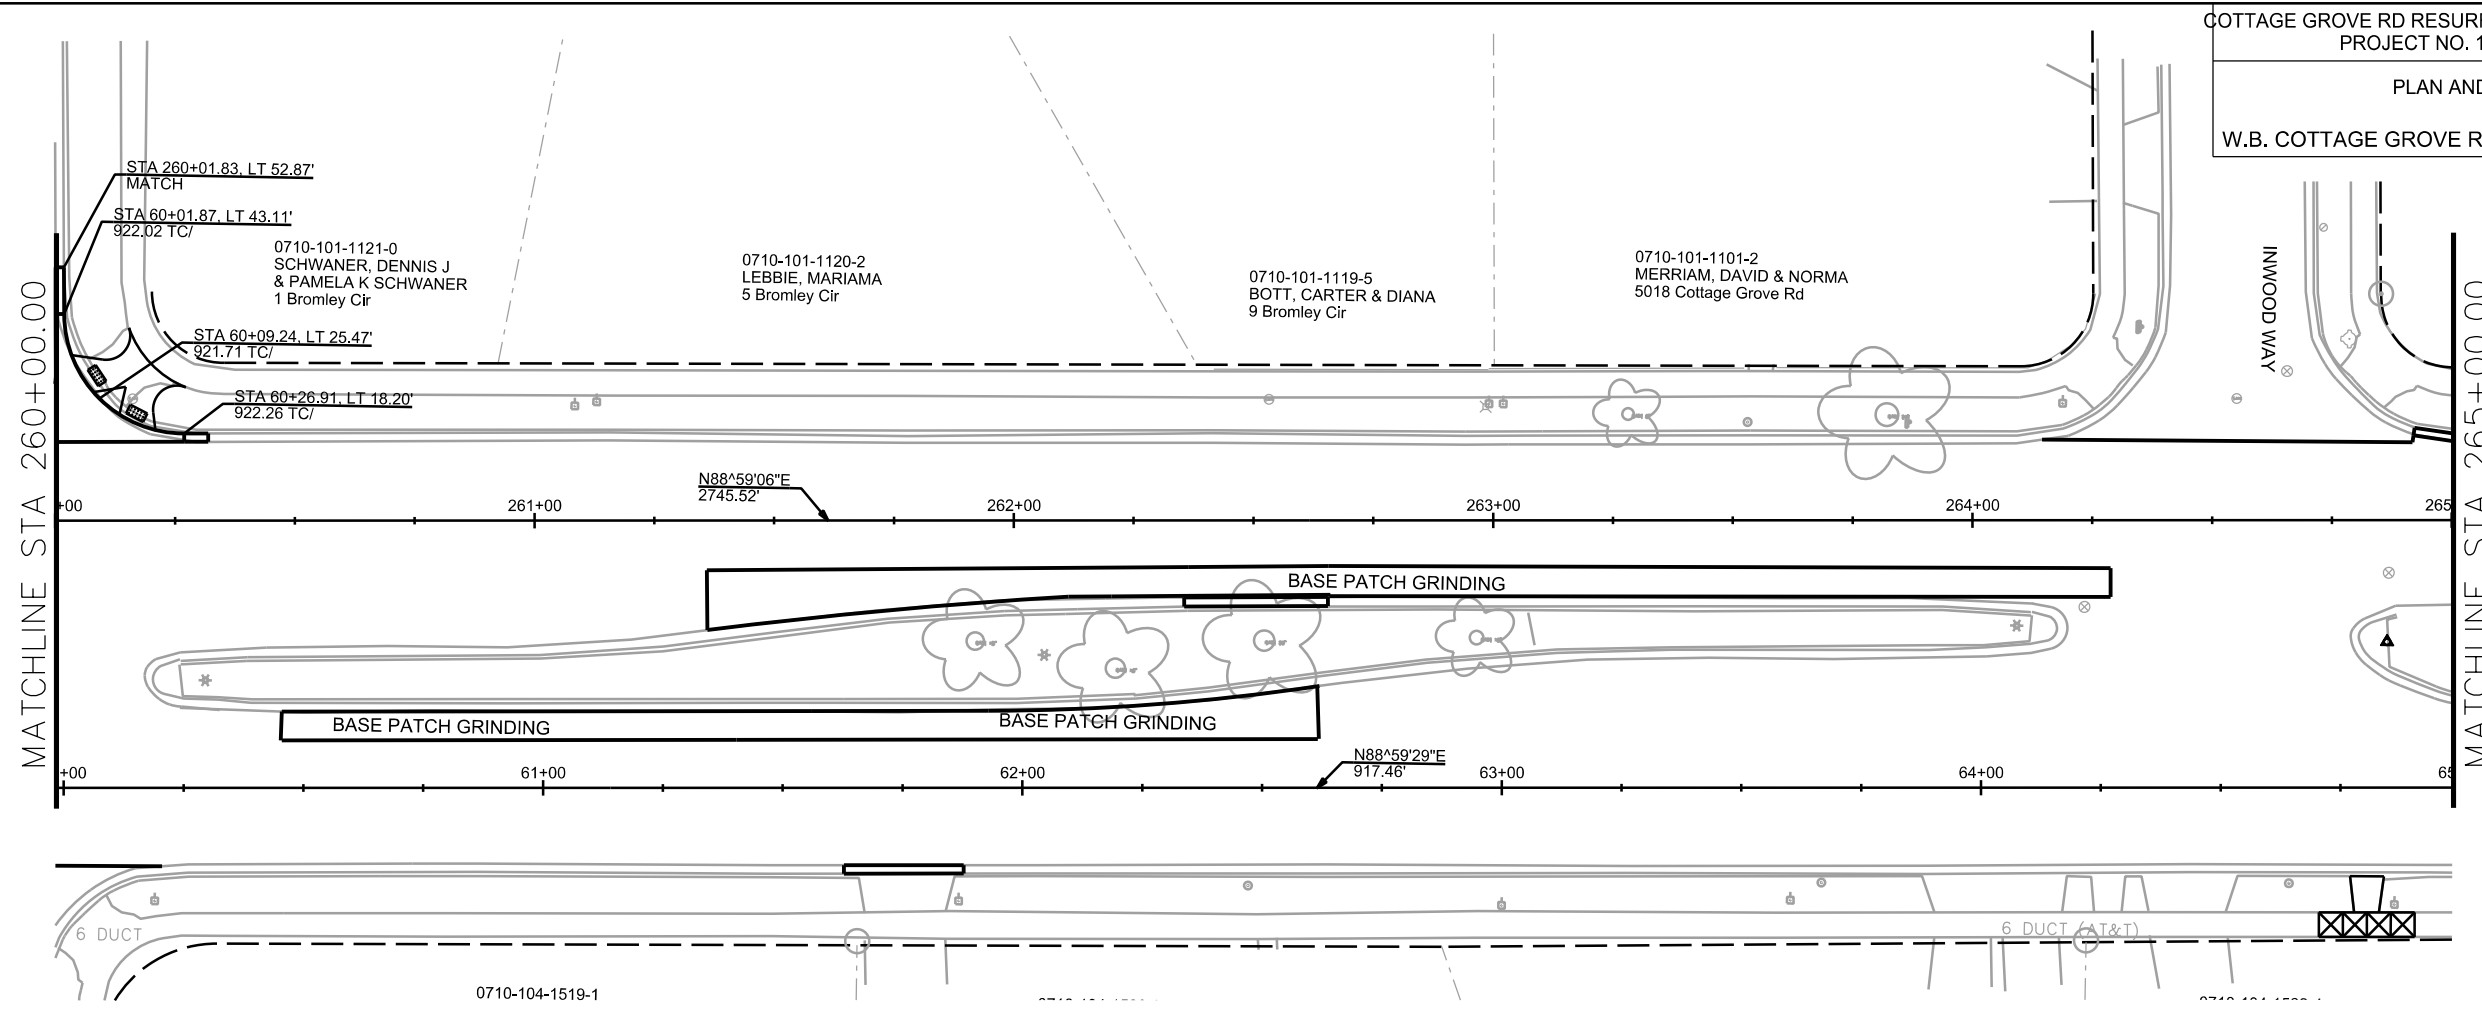 COTTAGE GROVE RD RESURF
PROJECT NO. 1
PLAN AND
W.B. COTTAGE GROVE R
STA 260+01.83, LT 52.87'
MATCH
STA 60+01.87, LT 43.11'
922.02 TC/
0710-101-1121-0
SCHWANER, DENNIS J
& PAMELA K SCHWANER
1 Bromley Cir
0710-101-1120-2
LEBBIE, MARIAMA
5 Bromley Cir
0710-101-1119-5
BOTT, CARTER & DIANA
9 Bromley Cir
0710-101-1101-2
MERRIAM, DAVID & NORMA
5018 Cottage Grove Rd
INWOOD WAY
STA 60+09.24, LT 25.47'
921.71 TC/
STA 60+26.91, LT 18.20'
922.26 TC/
MATCHLINE STA 260+00.00
MATCHLINE STA 265+00.00
N88^59'06"E
2745.52'
+00
261+00
262+00
263+00
264+00
265
BASE PATCH GRINDING
BASE PATCH GRINDING
BASE PATCH GRINDING
N88^59'29"E
917.46'
+00
61+00
62+00
63+00
64+00
65
6 DUCT
6 DUCT (AT&T)
0710-104-1519-1